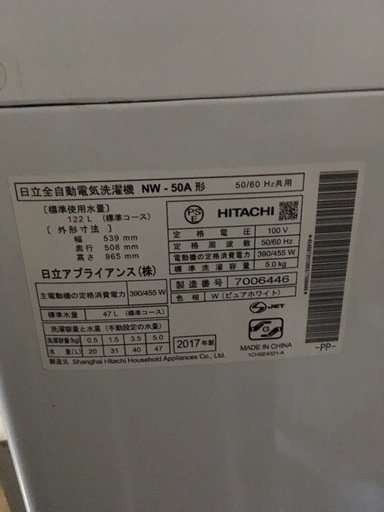 日立全自動電気洗濯機 NW - 50A 形 50/60 Hz共用
〔標準使用水量〕
122 L (標準コース)
〔 外 形 寸 法 〕
幅 539 mm
奥行 508 mm
高さ 965 mm
日立アプライアンス(株)
主電動機の定格消費電力 390/455 W
標準水量 47 L (標準コース)
洗濯容量と水量 (手動設定の水量)
洗濯容量(kg) 0.5 1.5 3.5 5.0
水 量 (L) 20 31 40 47
PS E HITACHI
定格電圧 100 V
定格周波数 50/60 Hz
電動機の定格消費電力 390/455 W
標準洗濯容量 5.0 kg
製造番号 7006446
色相 W (ピュアホワイト)
S-JET
2017年製
MADE IN CHINA
1CHSE4321-A
製造元 Shanghai Hitachi Household Appliances Co., Ltd.
-PP-